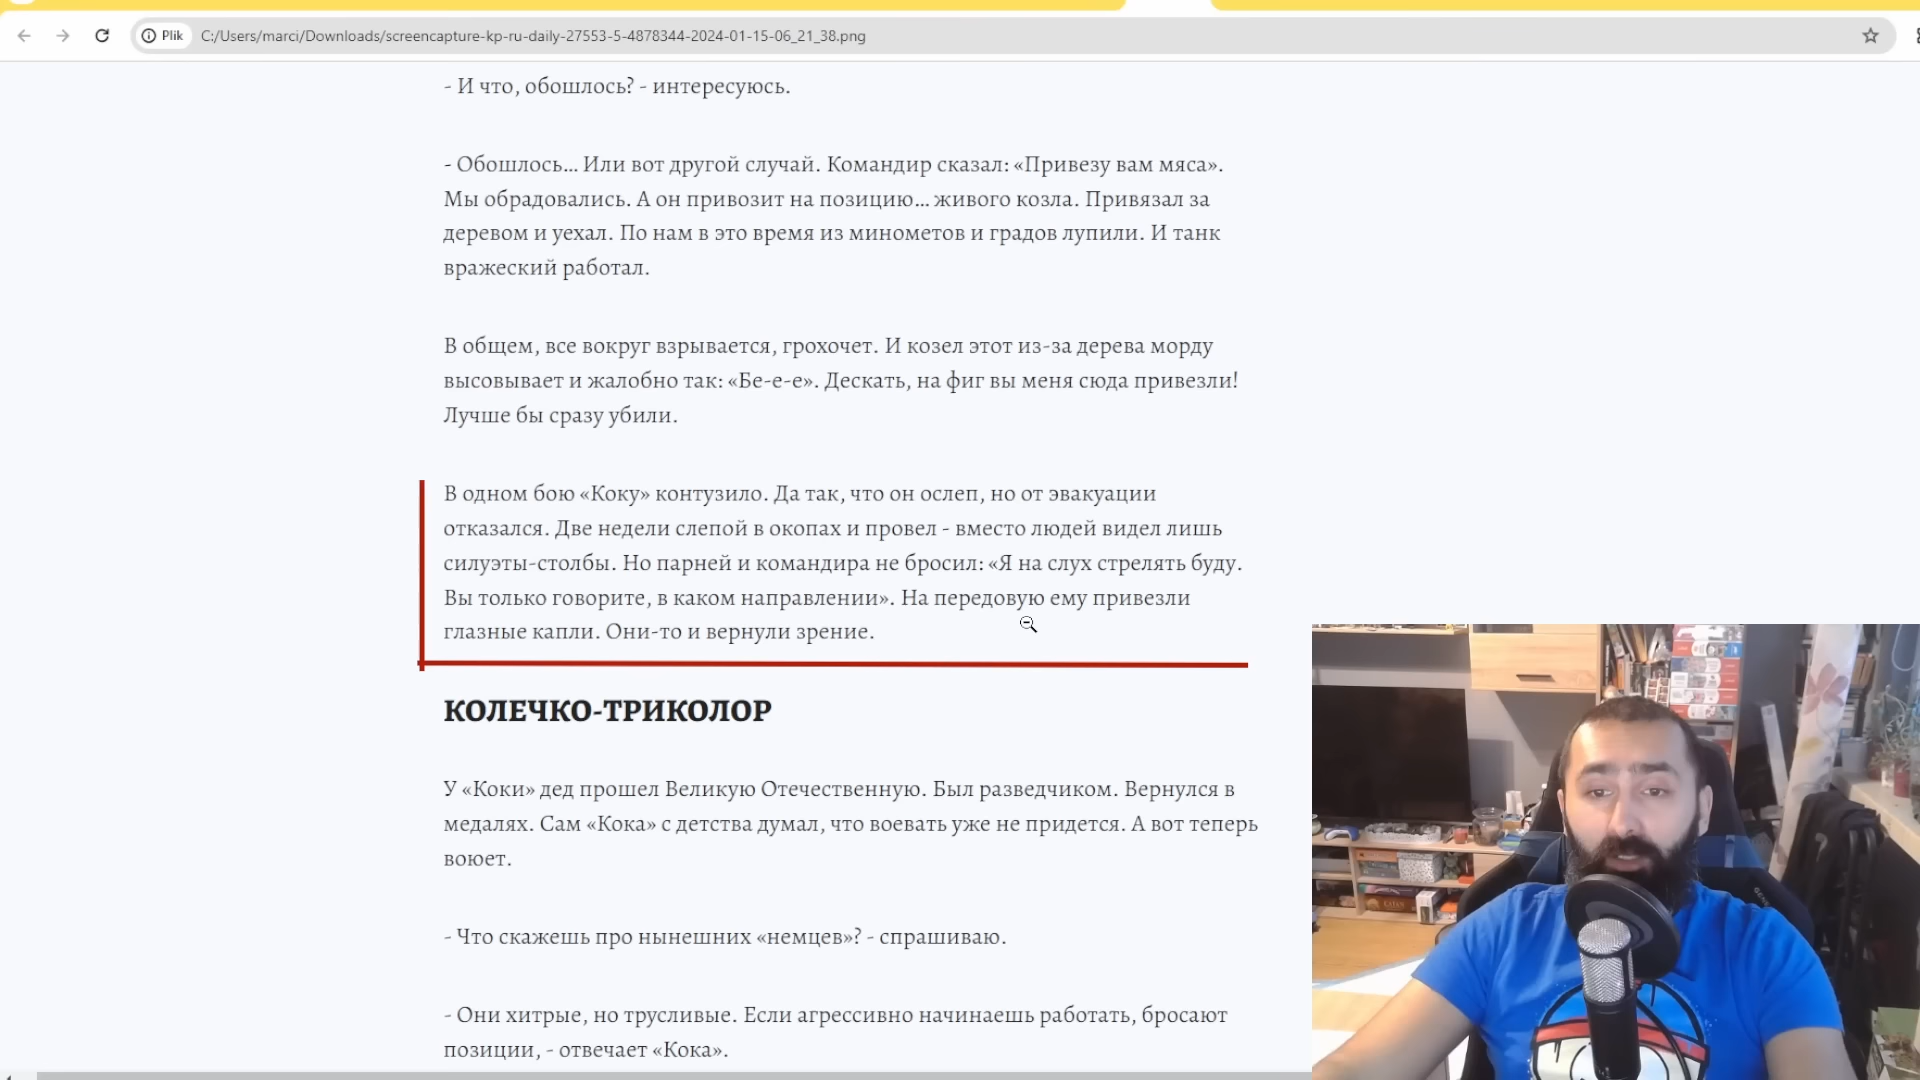 Plik
C:/Users/marci/Downloads/screencapture-kp-ru-daily-27553-5-4878344-2024-01-15-06_21_38.png
- И что, обошлось? - интересуюсь.
- Обошлось... Или вот другой случай. Командир сказал: «Привезу вам мяса».
Мы обрадовались. А он привозит на позицию... живого козла. Привязал за
деревом и уехал. По нам в это время из минометов и градов лупили. И танк
вражеский работал.
В общем, все вокруг взрывается, грохочет. И козел этот из-за дерева морду
высовывает и жалобно так: «Бе-е-е». Дескать, на фиг вы меня сюда привезли!
Лучше бы сразу убили.
В одном бою «Коку» контузило. Да так, что он ослеп, но от эвакуации
отказался. Две недели слепой в окопах и провел - вместо людей видел лишь
силуэты-столбы. Но парней и командира не бросил: «Я на слух стрелять буду.
Вы только говорите, в каком направлении». На передовую ему привезли
глазные капли. Они-то и вернули зрение.
КОЛЕЧКО-ТРИКОЛОР
У «Коки» дед прошел Великую Отечественную. Был разведчиком. Вернулся в
медалях. Сам «Кока» с детства думал, что воевать уже не придется. А вот теперь
воюет.
- Что скажешь про нынешних «немцев»? - спрашиваю.
- Они хитрые, но трусливые. Если агрессивно начинаешь работать, бросают
позиции, - отвечает «Кока».